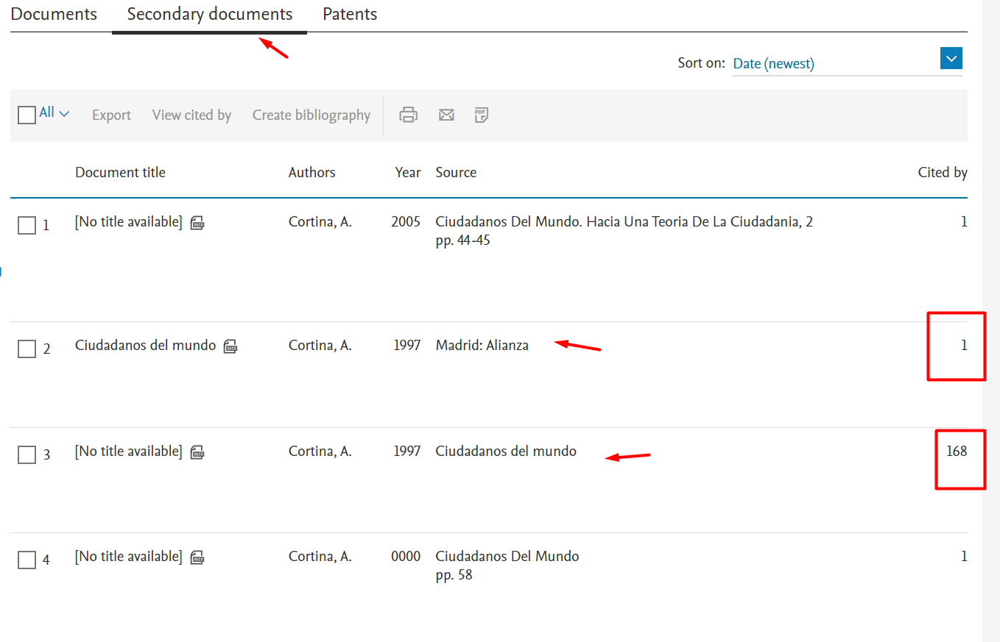 Documents Secondary documents Patents
Sort on: Date (newest)
All Export View cited by Create bibliography PDF
Document title Authors Year Source Cited by
1 [No title available] Cortina, A. 2005 Ciudadanos Del Mundo. Hacia Una Teoria De La Ciudadania, 2 1
pp. 44-45
2 Ciudadanos del mundo Cortina, A. 1997 Madrid: Alianza 1
3 [No title available] Cortina, A. 1997 Ciudadanos del mundo 168
4 [No title available] Cortina, A. 0000 Ciudadanos Del Mundo 1
pp. 58